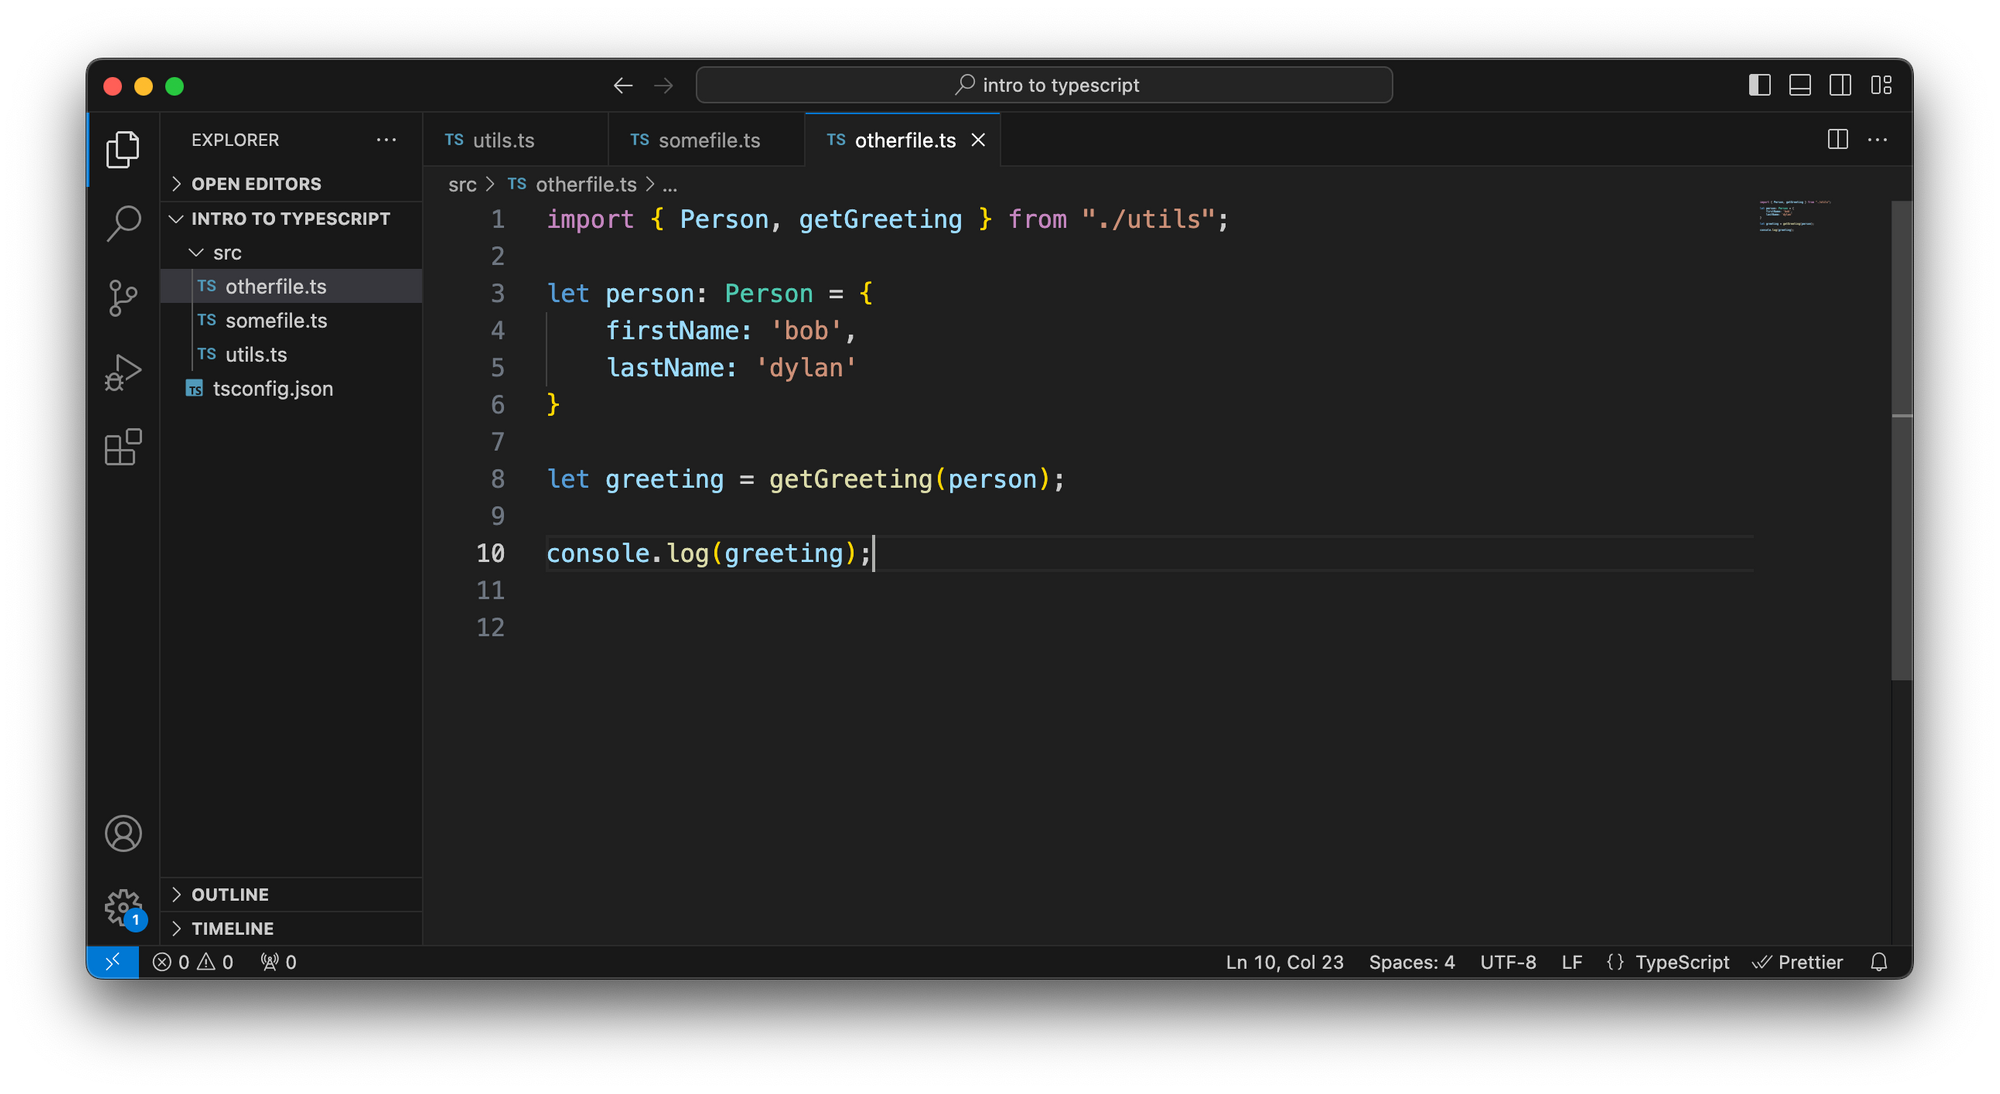 intro to typescript
EXPLORER ...
OPEN EDITORS
INTRO TO TYPESCRIPT
src
TS otherfile.ts
TS somefile.ts
TS utils.ts
TS tsconfig.json
OUTLINE
TIMELINE
TS utils.ts
TS somefile.ts
TS otherfile.ts
src > TS otherfile.ts > ...
1 import { Person, getGreeting } from "./utils";
2
3 let person: Person = {
4     firstName: 'bob',
5     lastName: 'dylan'
6 }
7
8 let greeting = getGreeting(person);
9
10 console.log(greeting);
11
12
1
0 0 0
Ln 10, Col 23 Spaces: 4 UTF-8 LF {} TypeScript Prettier